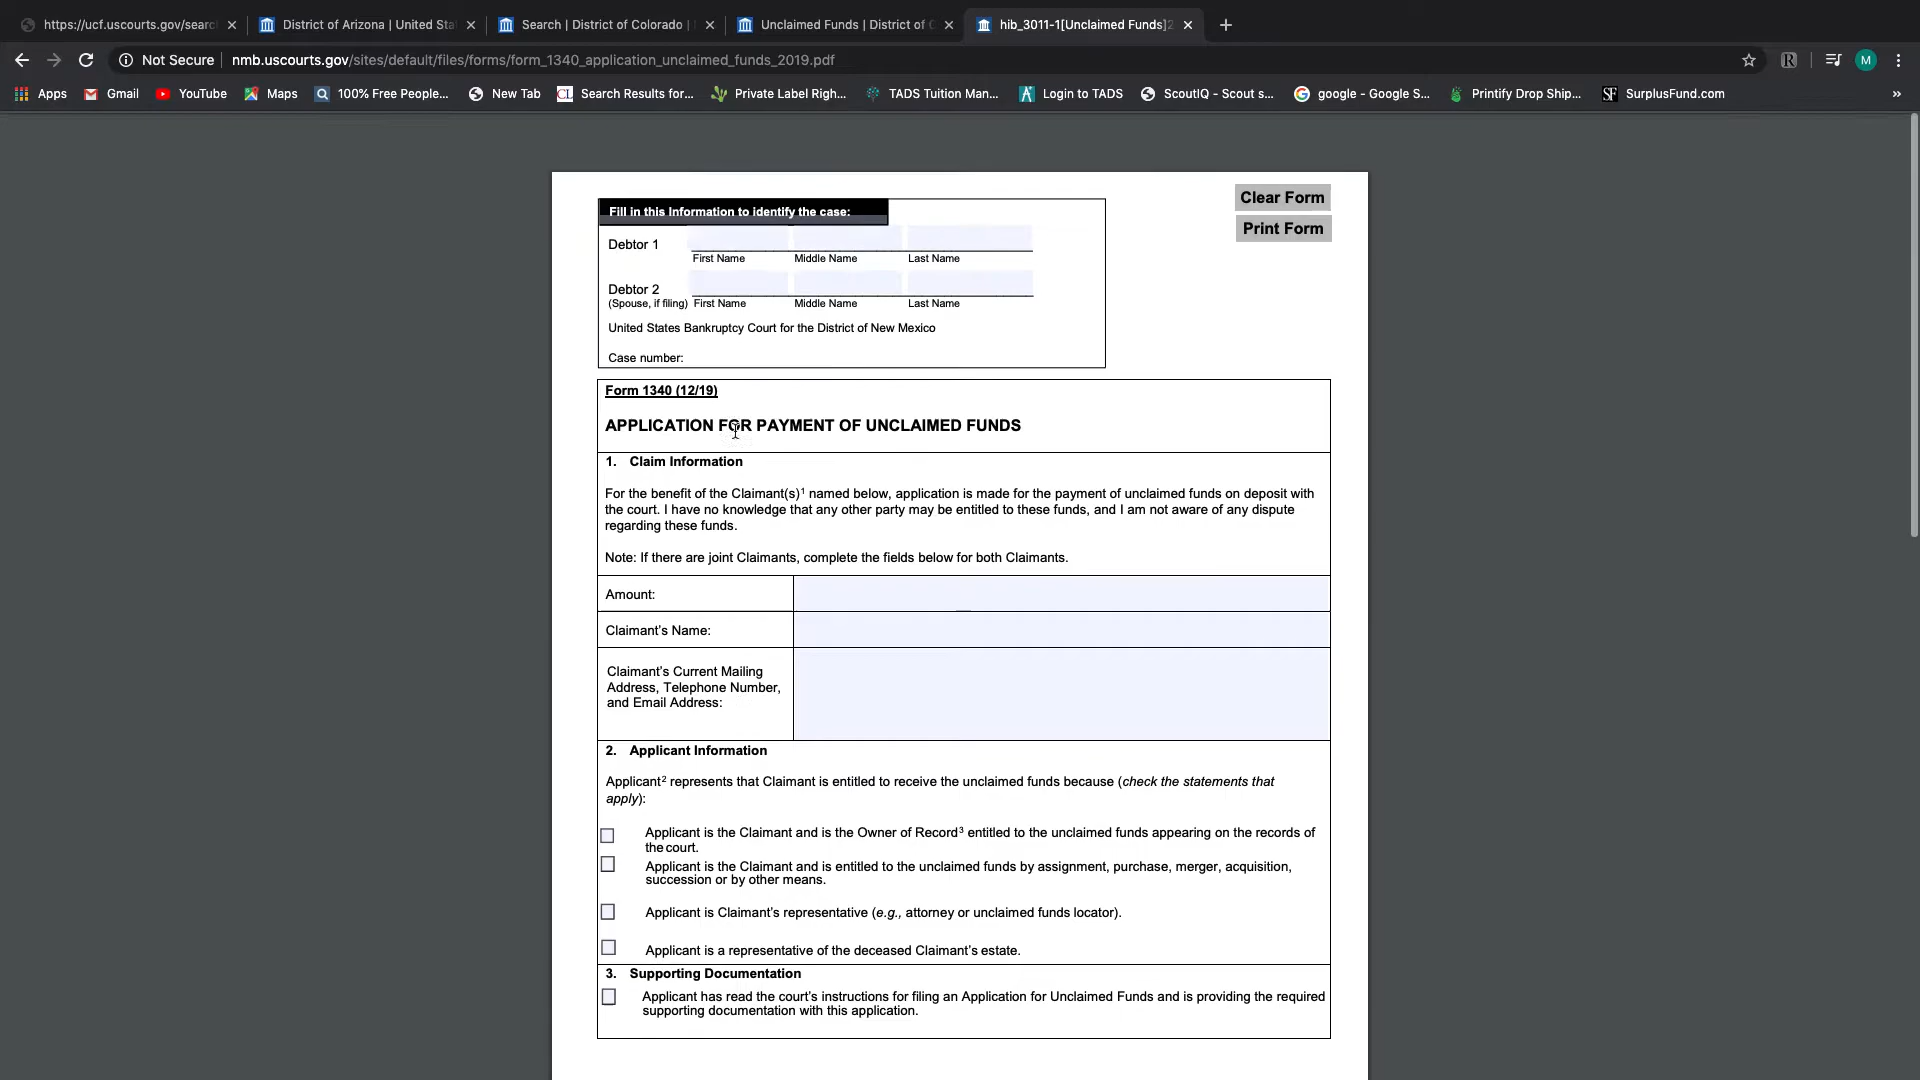 https://ucf.uscourts.gov/searc
District of Arizona | United Sta
Search | District of Colorado |
Unclaimed Funds | District of C
hib_3011-1[Unclaimed Funds]2
Not Secure nmb.uscourts.gov/sites/default/files/forms/form_1340_application_unclaimed_funds_2019.pdf
M
Apps Gmail YouTube Maps 100% Free People... New Tab CL Search Results for... Private Label Righ... TADS Tuition Man... Login to TADS ScoutIQ - Scout s... google - Google S... Printify Drop Ship... SF SurplusFund.com »
Clear Form
Print Form
Fill in this Information to identify the case:
Debtor 1
First Name Middle Name Last Name
Debtor 2
(Spouse, if filing) First Name Middle Name Last Name
United States Bankruptcy Court for the District of New Mexico
Case number:
Form 1340 (12/19)
APPLICATION FOR PAYMENT OF UNCLAIMED FUNDS
1. Claim Information
For the benefit of the Claimant(s)¹ named below, application is made for the payment of unclaimed funds on deposit with
the court. I have no knowledge that any other party may be entitled to these funds, and I am not aware of any dispute
regarding these funds.
Note: If there are joint Claimants, complete the fields below for both Claimants.
Amount:
Claimant's Name:
Claimant's Current Mailing
Address, Telephone Number,
and Email Address:
2. Applicant Information
Applicant² represents that Claimant is entitled to receive the unclaimed funds because (check the statements that
apply):
Applicant is the Claimant and is the Owner of Record³ entitled to the unclaimed funds appearing on the records of
the court.
Applicant is the Claimant and is entitled to the unclaimed funds by assignment, purchase, merger, acquisition,
succession or by other means.
Applicant is Claimant's representative (e.g., attorney or unclaimed funds locator).
Applicant is a representative of the deceased Claimant's estate.
3. Supporting Documentation
Applicant has read the court's instructions for filing an Application for Unclaimed Funds and is providing the required
supporting documentation with this application.